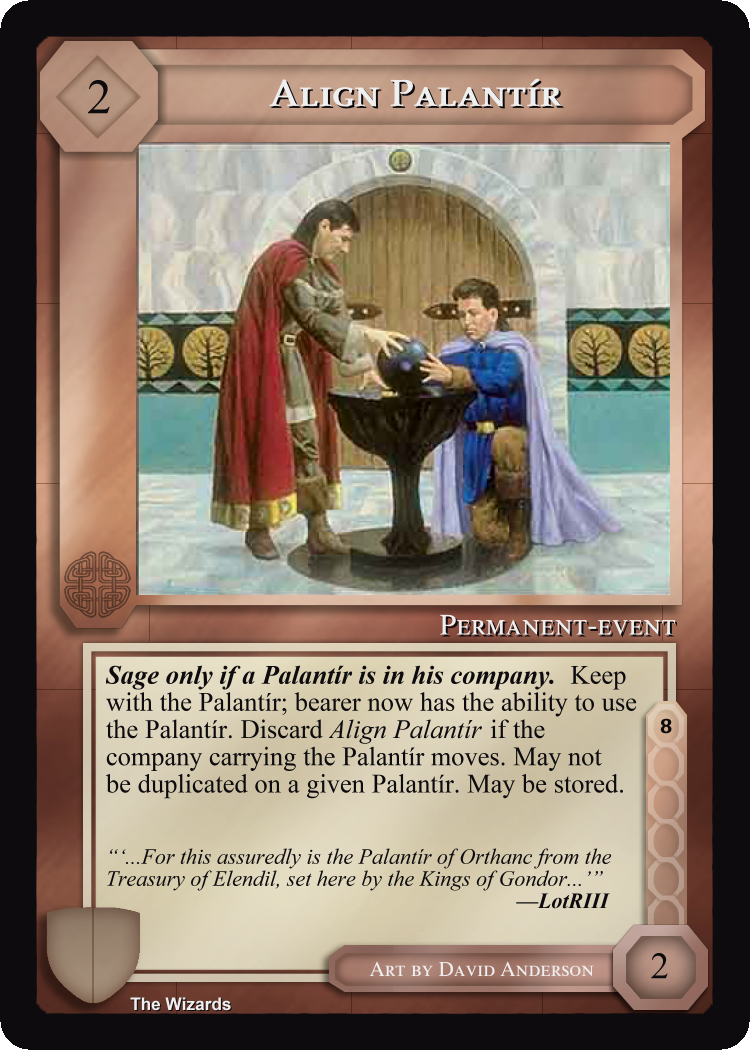 2
Align Palantír
Permanent-event
Sage only if a Palantír is in his company. Keep
with the Palantír; bearer now has the ability to use
the Palantír. Discard Align Palantír if the
company carrying the Palantír moves. May not
be duplicated on a given Palantír. May be stored.
8
“‘...For this assuredly is the Palantír of Orthanc from the
Treasury of Elendil, set here by the Kings of Gondor...’”
—LotRIII
Art by David Anderson
2
The Wizards